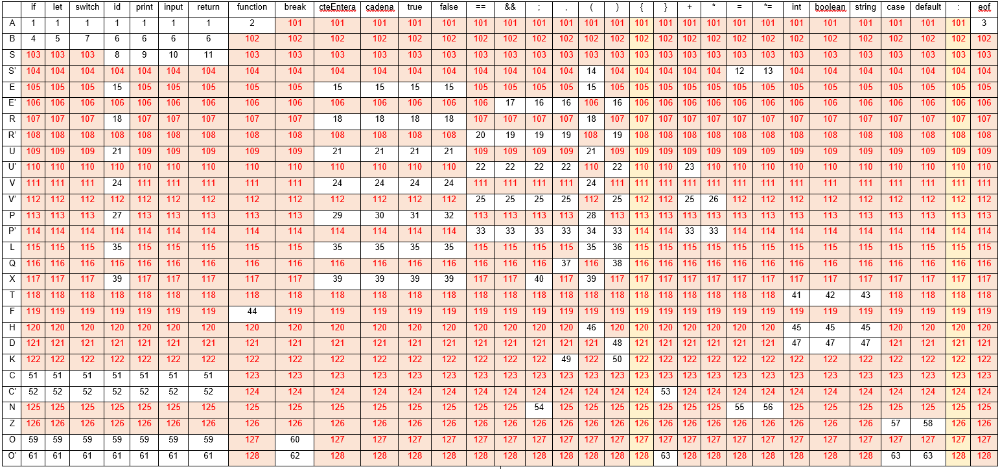 if let switch id print input return function break cteEntera cadena true false == && ; , ( ) { } + * = *= int boolean string case default : eof
A 1 1 1 1 1 1 1 2 101 101 101 101 101 101 101 101 101 101 101 101 101 101 101 101 101 101 101 101 101 101 101 3
B 4 5 7 6 6 6 6 102 102 102 102 102 102 102 102 102 102 102 102 102 102 102 102 102 102 102 102 102 102 102 102 102
S 103 103 103 8 9 10 11 103 103 103 103 103 103 103 103 103 103 103 103 103 103 103 103 103 103 103 103 103 103 103 103 103
S' 104 104 104 104 104 104 104 104 104 104 104 104 104 104 104 104 104 14 104 104 104 104 104 12 13 104 104 104 104 104 104 104
E 105 105 105 15 105 105 105 105 105 15 15 15 15 105 105 105 105 15 105 105 105 105 105 105 105 105 105 105 105 105 105 105
E' 106 106 106 106 106 106 106 106 106 106 106 106 106 106 17 16 16 106 16 106 106 106 106 106 106 106 106 106 106 106 106 106
R 107 107 107 18 107 107 107 107 107 18 18 18 18 107 107 107 107 18 107 107 107 107 107 107 107 107 107 107 107 107 107 107
R' 108 108 108 108 108 108 108 108 108 108 108 108 108 20 19 19 19 108 19 108 108 108 108 108 108 108 108 108 108 108 108 108
U 109 109 109 21 109 109 109 109 109 21 21 21 21 109 109 109 109 21 109 109 109 109 109 109 109 109 109 109 109 109 109 109
U' 110 110 110 110 110 110 110 110 110 110 110 110 110 22 22 22 22 110 22 110 110 23 110 110 110 110 110 110 110 110 110 110
V 111 111 111 24 111 111 111 111 111 24 24 24 24 111 111 111 111 24 111 111 111 111 111 111 111 111 111 111 111 111 111 111
V' 112 112 112 112 112 112 112 112 112 112 112 112 112 25 25 25 25 112 25 112 112 25 26 112 112 112 112 112 112 112 112 112
P 113 113 113 27 113 113 113 113 113 29 30 31 32 113 113 113 113 28 113 113 113 113 113 113 113 113 113 113 113 113 113 113
P' 114 114 114 114 114 114 114 114 114 114 114 114 114 33 33 33 33 34 33 114 114 33 33 114 114 114 114 114 114 114 114 114
L 115 115 115 35 115 115 115 115 115 35 35 35 35 115 115 115 115 35 36 115 115 115 115 115 115 115 115 115 115 115 115 115
Q 116 116 116 116 116 116 116 116 116 116 116 116 116 116 116 116 37 116 38 116 116 116 116 116 116 116 116 116 116 116 116 116
X 117 117 117 39 117 117 117 117 117 39 39 39 39 117 117 40 117 39 117 117 117 117 117 117 117 117 117 117 117 117 117 117
T 118 118 118 118 118 118 118 118 118 118 118 118 118 118 118 118 118 118 118 118 118 118 118 118 118 41 42 43 118 118 118 118
F 119 119 119 119 119 119 119 44 119 119 119 119 119 119 119 119 119 119 119 119 119 119 119 119 119 119 119 119 119 119 119 119
H 120 120 120 120 120 120 120 120 120 120 120 120 120 120 120 120 120 46 120 120 120 120 120 120 120 45 45 45 120 120 120 120
D 121 121 121 121 121 121 121 121 121 121 121 121 121 121 121 121 121 121 48 121 121 121 121 121 121 47 47 47 121 121 121 121
K 122 122 122 122 122 122 122 122 122 122 122 122 122 122 122 122 49 122 50 122 122 122 122 122 122 122 122 122 122 122 122 122
C 51 51 51 51 51 51 51 123 123 123 123 123 123 123 123 123 123 123 123 123 123 123 123 123 123 123 123 123 123 123 123 123
C' 52 52 52 52 52 52 52 124 124 124 124 124 124 124 124 124 124 124 124 124 53 124 124 124 124 124 124 124 124 124 124 124
N 125 125 125 125 125 125 125 125 125 125 125 125 125 125 125 54 125 125 125 125 125 125 125 55 56 125 125 125 125 125 125 125
Z 126 126 126 126 126 126 126 126 126 126 126 126 126 126 126 126 126 126 126 126 126 126 126 126 126 126 126 126 57 58 126 126
O 59 59 59 59 59 59 59 127 60 127 127 127 127 127 127 127 127 127 127 127 127 127 127 127 127 127 127 127 127 127 127 127
O' 61 61 61 61 61 61 61 128 62 128 128 128 128 128 128 128 128 128 128 128 63 128 128 128 128 128 128 128 63 63 128 128